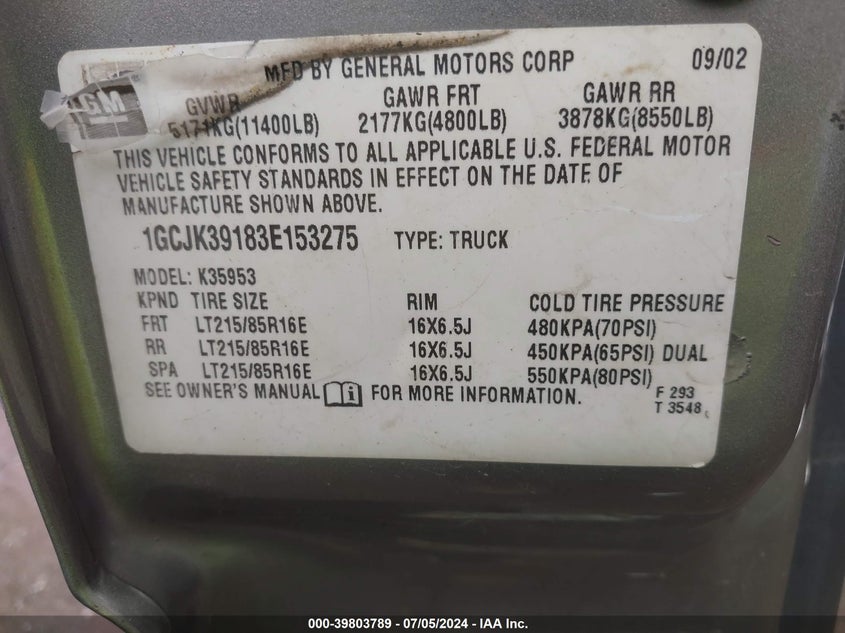 MFD BY GENERAL MOTORS CORP 09/02
GM GVWR GAWR FRT GAWR RR
5171KG(11400LB) 2177KG(4800LB) 3878KG(8550LB)
THIS VEHICLE CONFORMS TO ALL APPLICABLE U.S. FEDERAL MOTOR
VEHICLE SAFETY STANDARDS IN EFFECT ON THE DATE OF
MANUFACTURE SHOWN ABOVE.
1GCJK39183E153275 TYPE: TRUCK
MODEL: K35953
KPND TIRE SIZE RIM COLD TIRE PRESSURE
FRT LT215/85R16E 16X6.5J 480KPA(70PSI)
RR LT215/85R16E 16X6.5J 450KPA(65PSI) DUAL
SPA LT215/85R16E 16X6.5J 550KPA(80PSI)
SEE OWNER'S MANUAL i FOR MORE INFORMATION.
F 293
T 3548
000-39803789 - 07/05/2024 - IAA Inc.